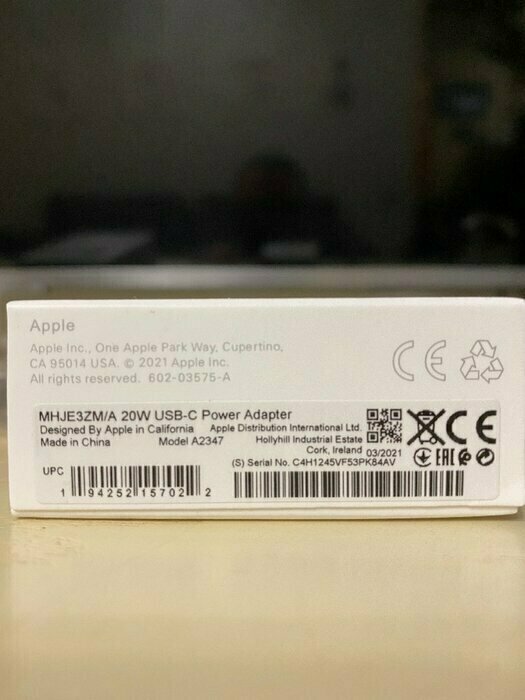 Apple
Apple Inc., One Apple Park Way, Cupertino,
CA 95014 USA. © 2021 Apple Inc.
All rights reserved. 602-03575-A
CE
MHJE3ZM/A 20W USB-C Power Adapter
Designed By Apple in California Apple Distribution International Ltd.
Made in China Model A2347 Hollyhill Industrial Estate
Cork, Ireland 03/2021
EAC
(S) Serial No. C4H1245VF53PK84AV
UPC
1 94252 15702 2